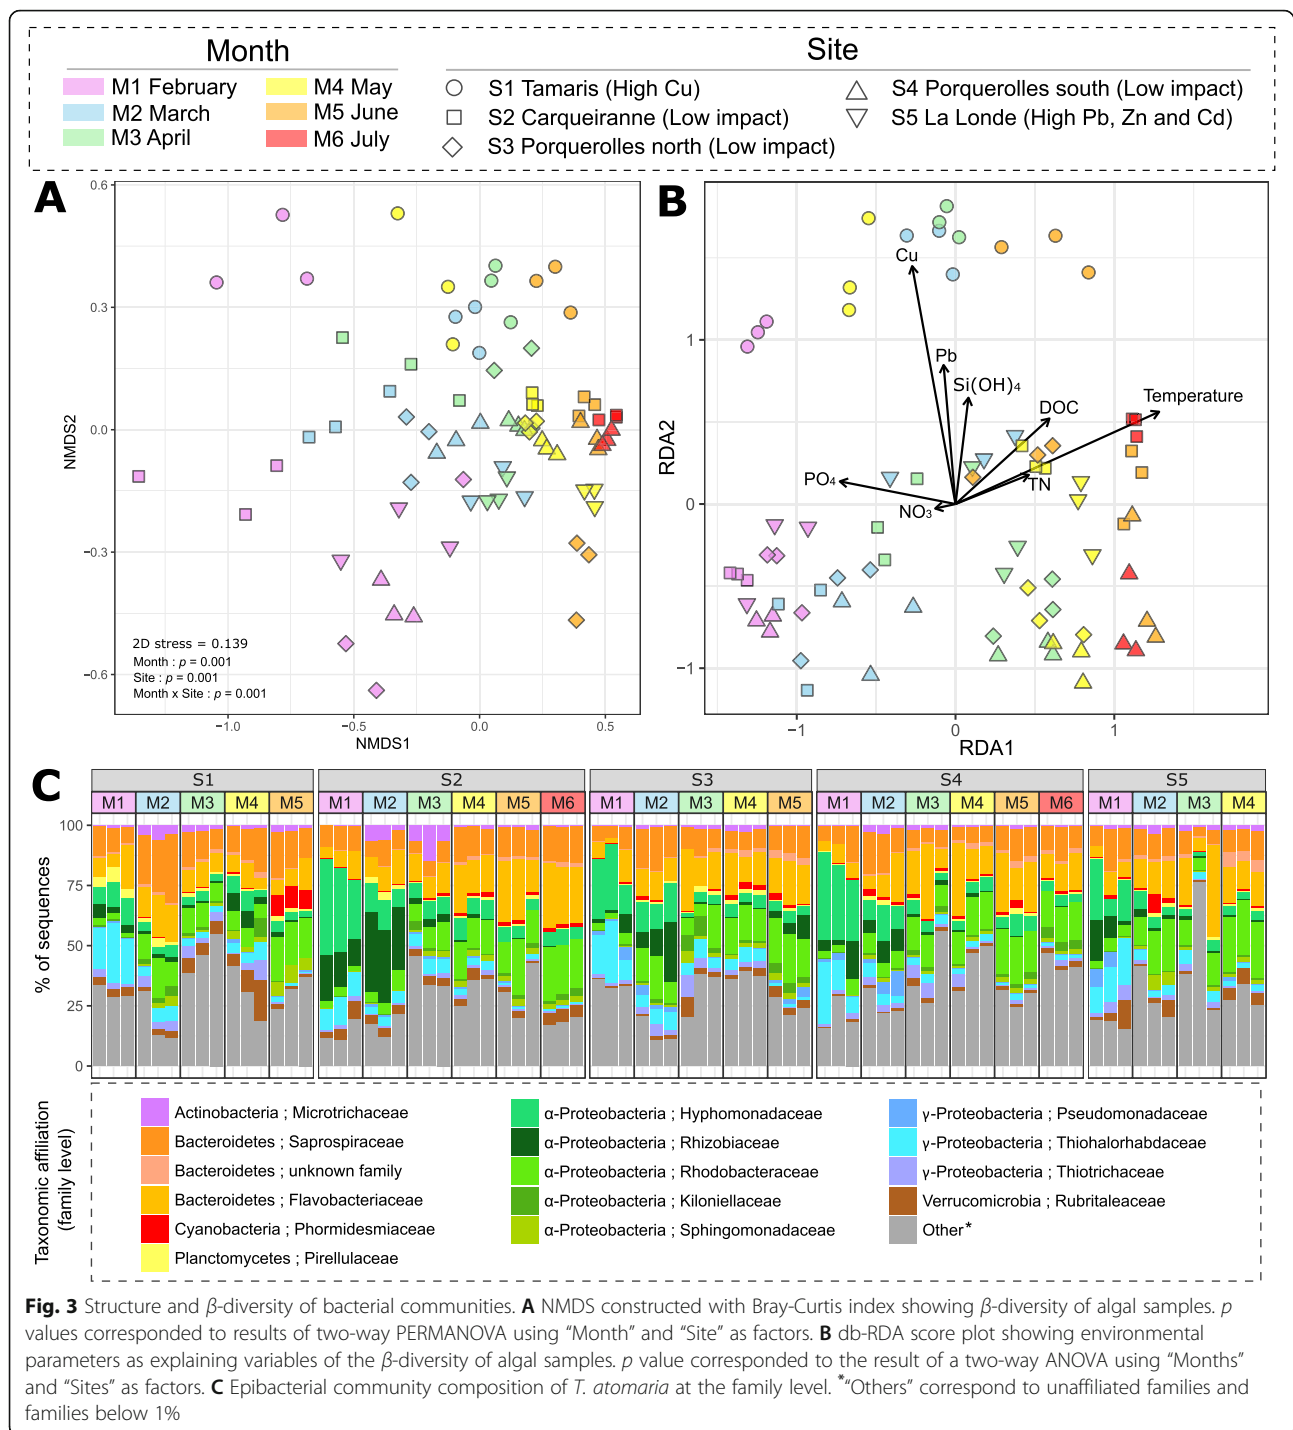 Month
Site
M1 February
M4 May
S1 Tamaris (High Cu)
S4 Porquerolles south (Low impact)
M2 March
M5 June
S2 Carqueiranne (Low impact)
S5 La Londe (High Pb, Zn and Cd)
M3 April
M6 July
S3 Porquerolles north (Low impact)
A
0.6
0.3
0.0
−0.3
−0.6
NMDS2
2D stress = 0.139
Month : p = 0.001
Site : p = 0.001
Month x Site : p = 0.001
−1.0 −0.5 0.0 0.5
NMDS1
B
1
0
−1
RDA2
Cu
Pb
Si(OH)₄
DOC
Temperature
TN
PO₄
NO₃
−1 0 1
RDA1
C
S1 S2 S3 S4 S5
M1 M2 M3 M4 M5 M1 M2 M3 M4 M5 M6 M1 M2 M3 M4 M5 M1 M2 M3 M4 M5 M6 M1 M2 M3 M4
100
75
50
25
0
% of sequences
Taxonomic affiliation
(family level)
Actinobacteria ; Microtrichaceae
Bacteroidetes ; Saprospiraceae
Bacteroidetes ; unknown family
Bacteroidetes ; Flavobacteriaceae
Cyanobacteria ; Phormidesmiaceae
Planctomycetes ; Pirellulaceae
α-Proteobacteria ; Hyphomonadaceae
α-Proteobacteria ; Rhizobiaceae
α-Proteobacteria ; Rhodobacteraceae
α-Proteobacteria ; Kiloniellaceae
α-Proteobacteria ; Sphingomonadaceae
γ-Proteobacteria ; Pseudomonadaceae
γ-Proteobacteria ; Thiohalorhabdaceae
γ-Proteobacteria ; Thiotrichaceae
Verrucomicrobia ; Rubritaleaceae
Other*
Fig. 3 Structure and β-diversity of bacterial communities. A NMDS constructed with Bray-Curtis index showing β-diversity of algal samples. p
values corresponded to results of two-way PERMANOVA using “Month” and “Site” as factors. B db-RDA score plot showing environmental
parameters as explaining variables of the β-diversity of algal samples. p value corresponded to the result of a two-way ANOVA using “Months”
and “Sites” as factors. C Epibacterial community composition of T. atomaria at the family level. *“Others” correspond to unaffiliated families and
families below 1%